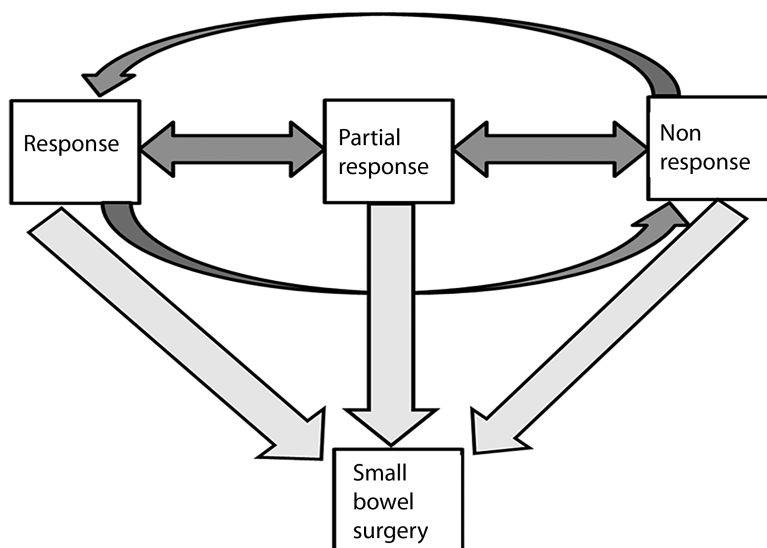 Response
Partial
response
Non
response
Small
bowel
surgery